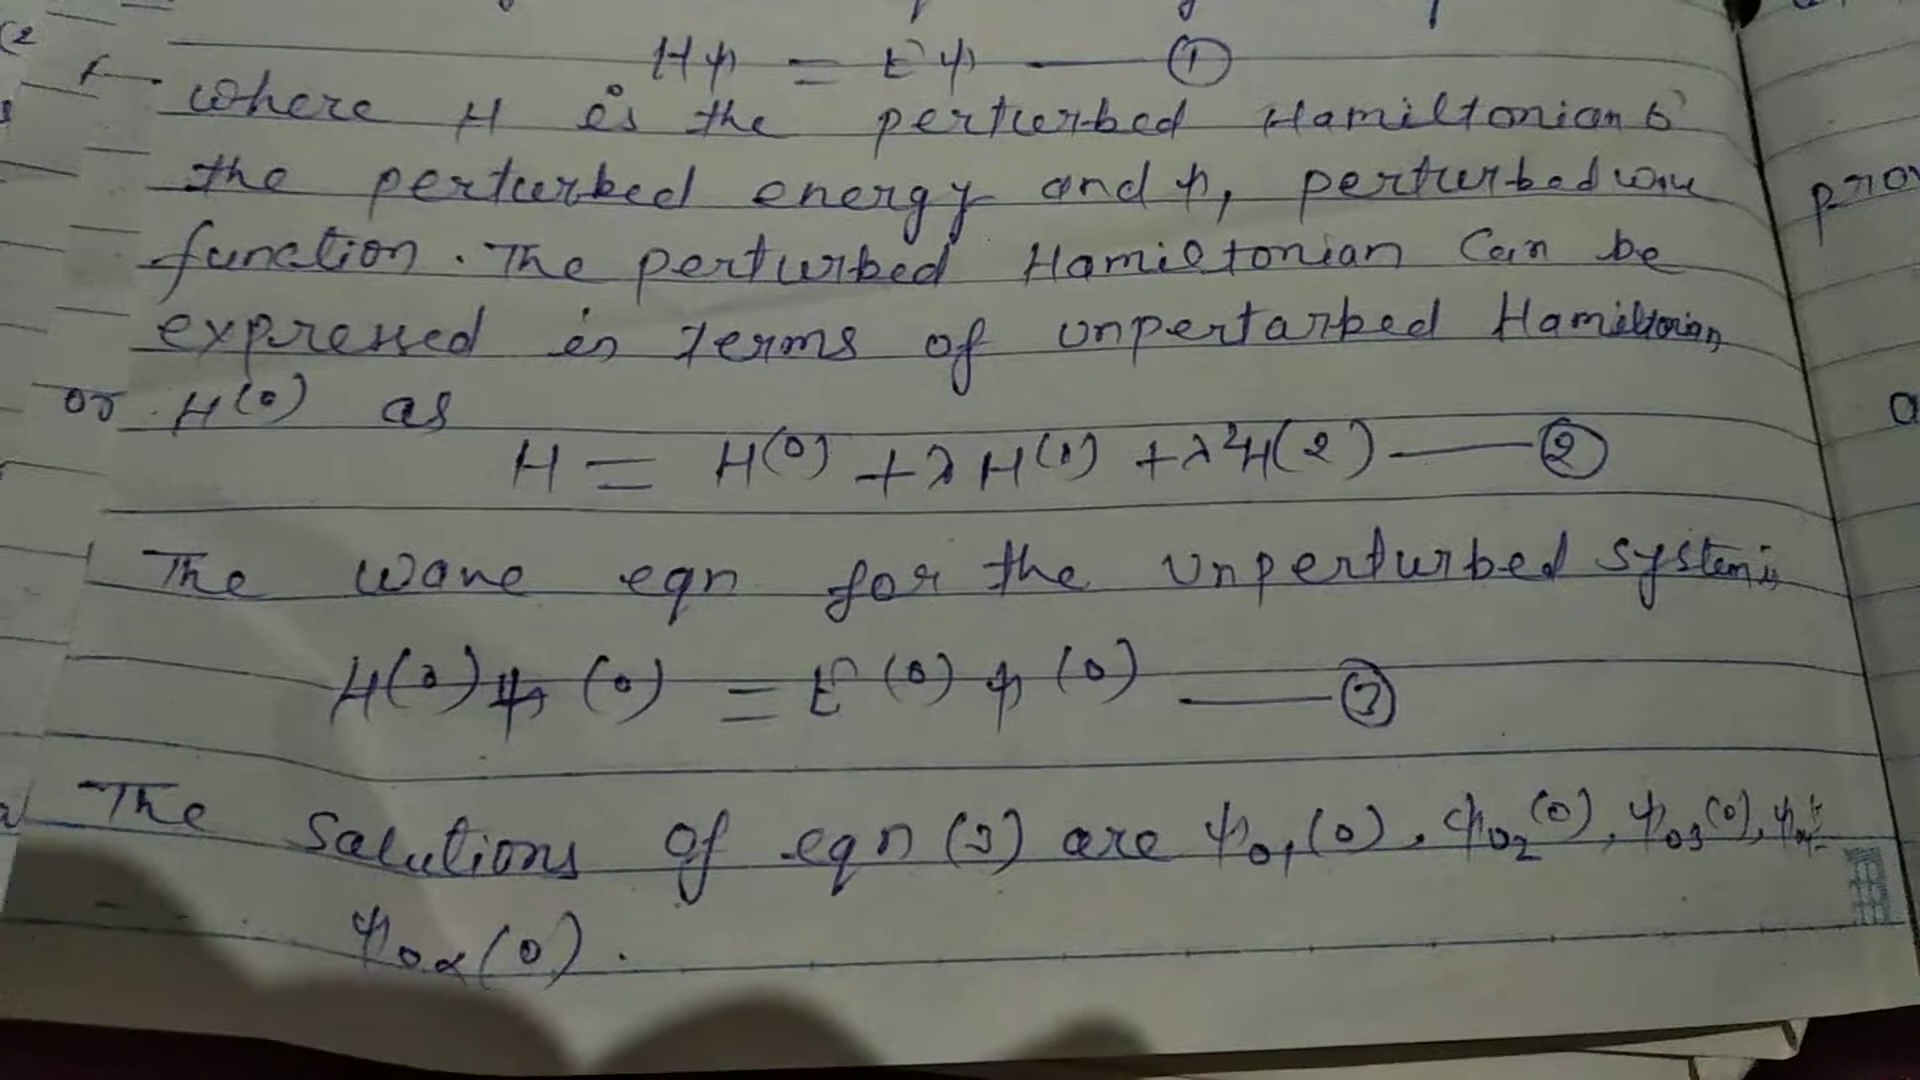 Hψ = Eψ — ①
where H is the perturbed Hamiltonian
the perturbed energy and ψ, perturbed wave
function. The perturbed Hamiltonian Can be
expressed in terms of unpertarbed Hamiltonian
or H(0) as
H = H(0) + λH(1) + λ²H(2) — ②
The wave eqn for the Unperturbed system is
H(0)ψ(0) = E(0)ψ(0) — ③
The Salutions of eqn (3) are ψ₀₁(0), ψ₀₂(0), ψ₀₃(0),
ψ₀α(0).
prov